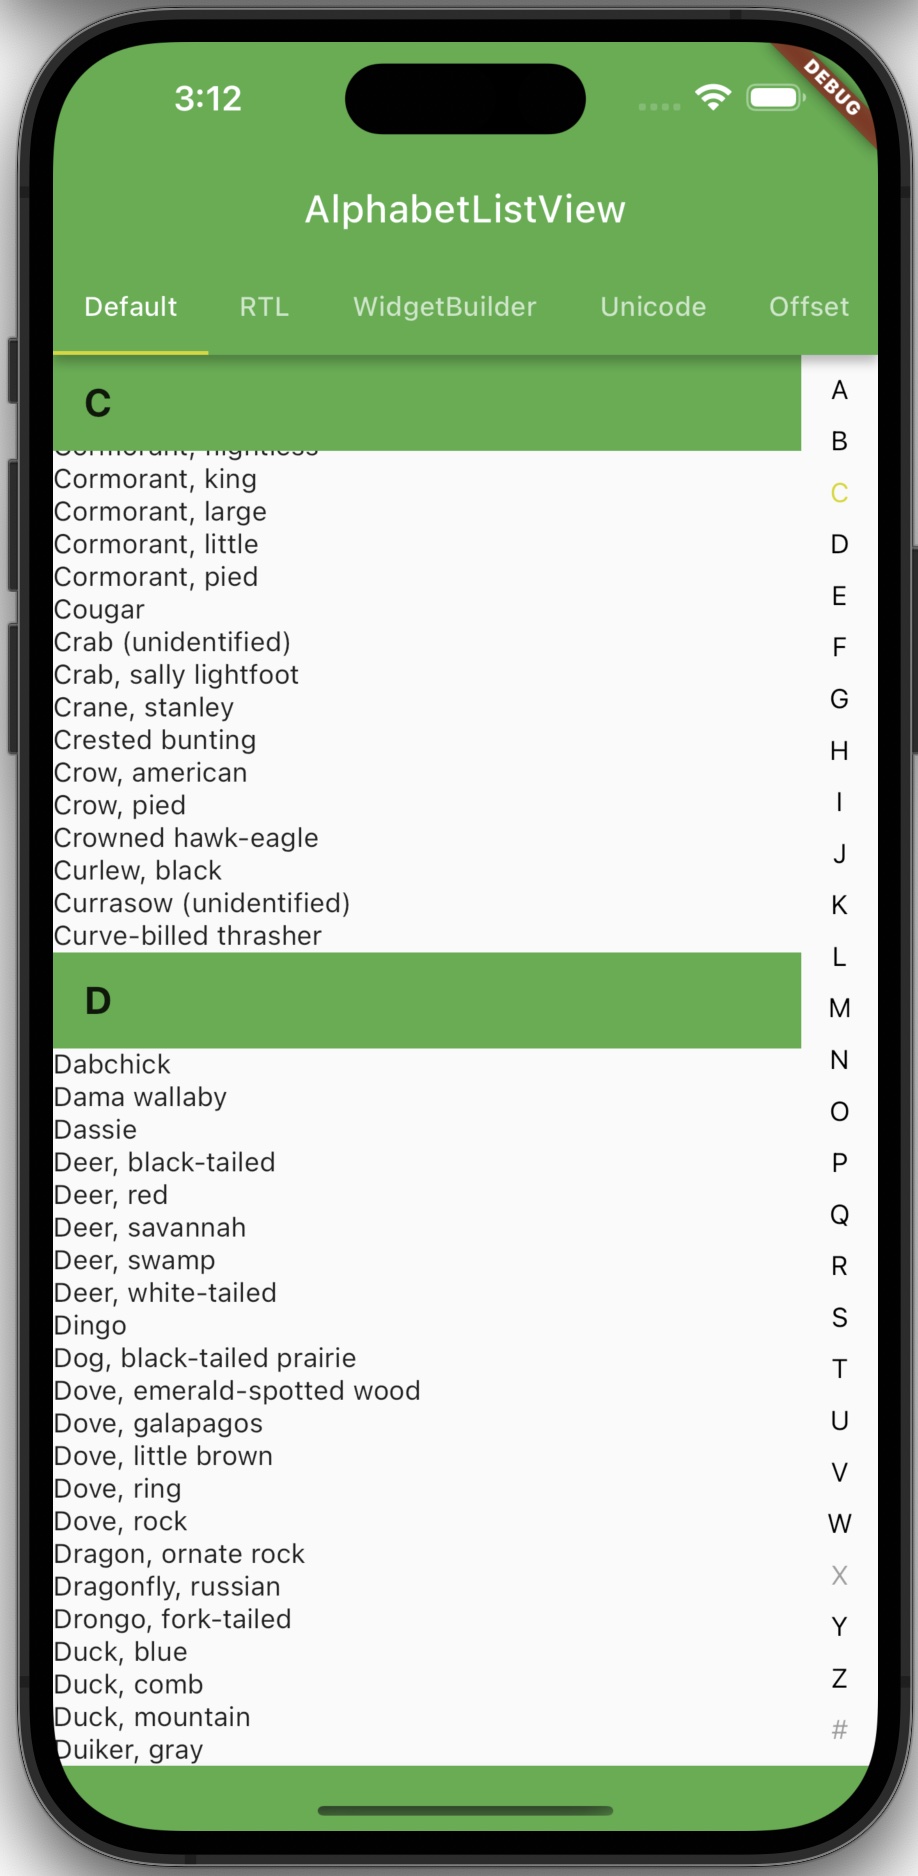 3:12
DEBUG
AlphabetListView
Default RTL WidgetBuilder Unicode Offset
C
Cormorant, flightless
Cormorant, king
Cormorant, large
Cormorant, little
Cormorant, pied
Cougar
Crab (unidentified)
Crab, sally lightfoot
Crane, stanley
Crested bunting
Crow, american
Crow, pied
Crowned hawk-eagle
Curlew, black
Currasow (unidentified)
Curve-billed thrasher
D
Dabchick
Dama wallaby
Dassie
Deer, black-tailed
Deer, red
Deer, savannah
Deer, swamp
Deer, white-tailed
Dingo
Dog, black-tailed prairie
Dove, emerald-spotted wood
Dove, galapagos
Dove, little brown
Dove, ring
Dove, rock
Dragon, ornate rock
Dragonfly, russian
Drongo, fork-tailed
Duck, blue
Duck, comb
Duck, mountain
Duiker, gray
A
B
C
D
E
F
G
H
I
J
K
L
M
N
O
P
Q
R
S
T
U
V
W
X
Y
Z
#